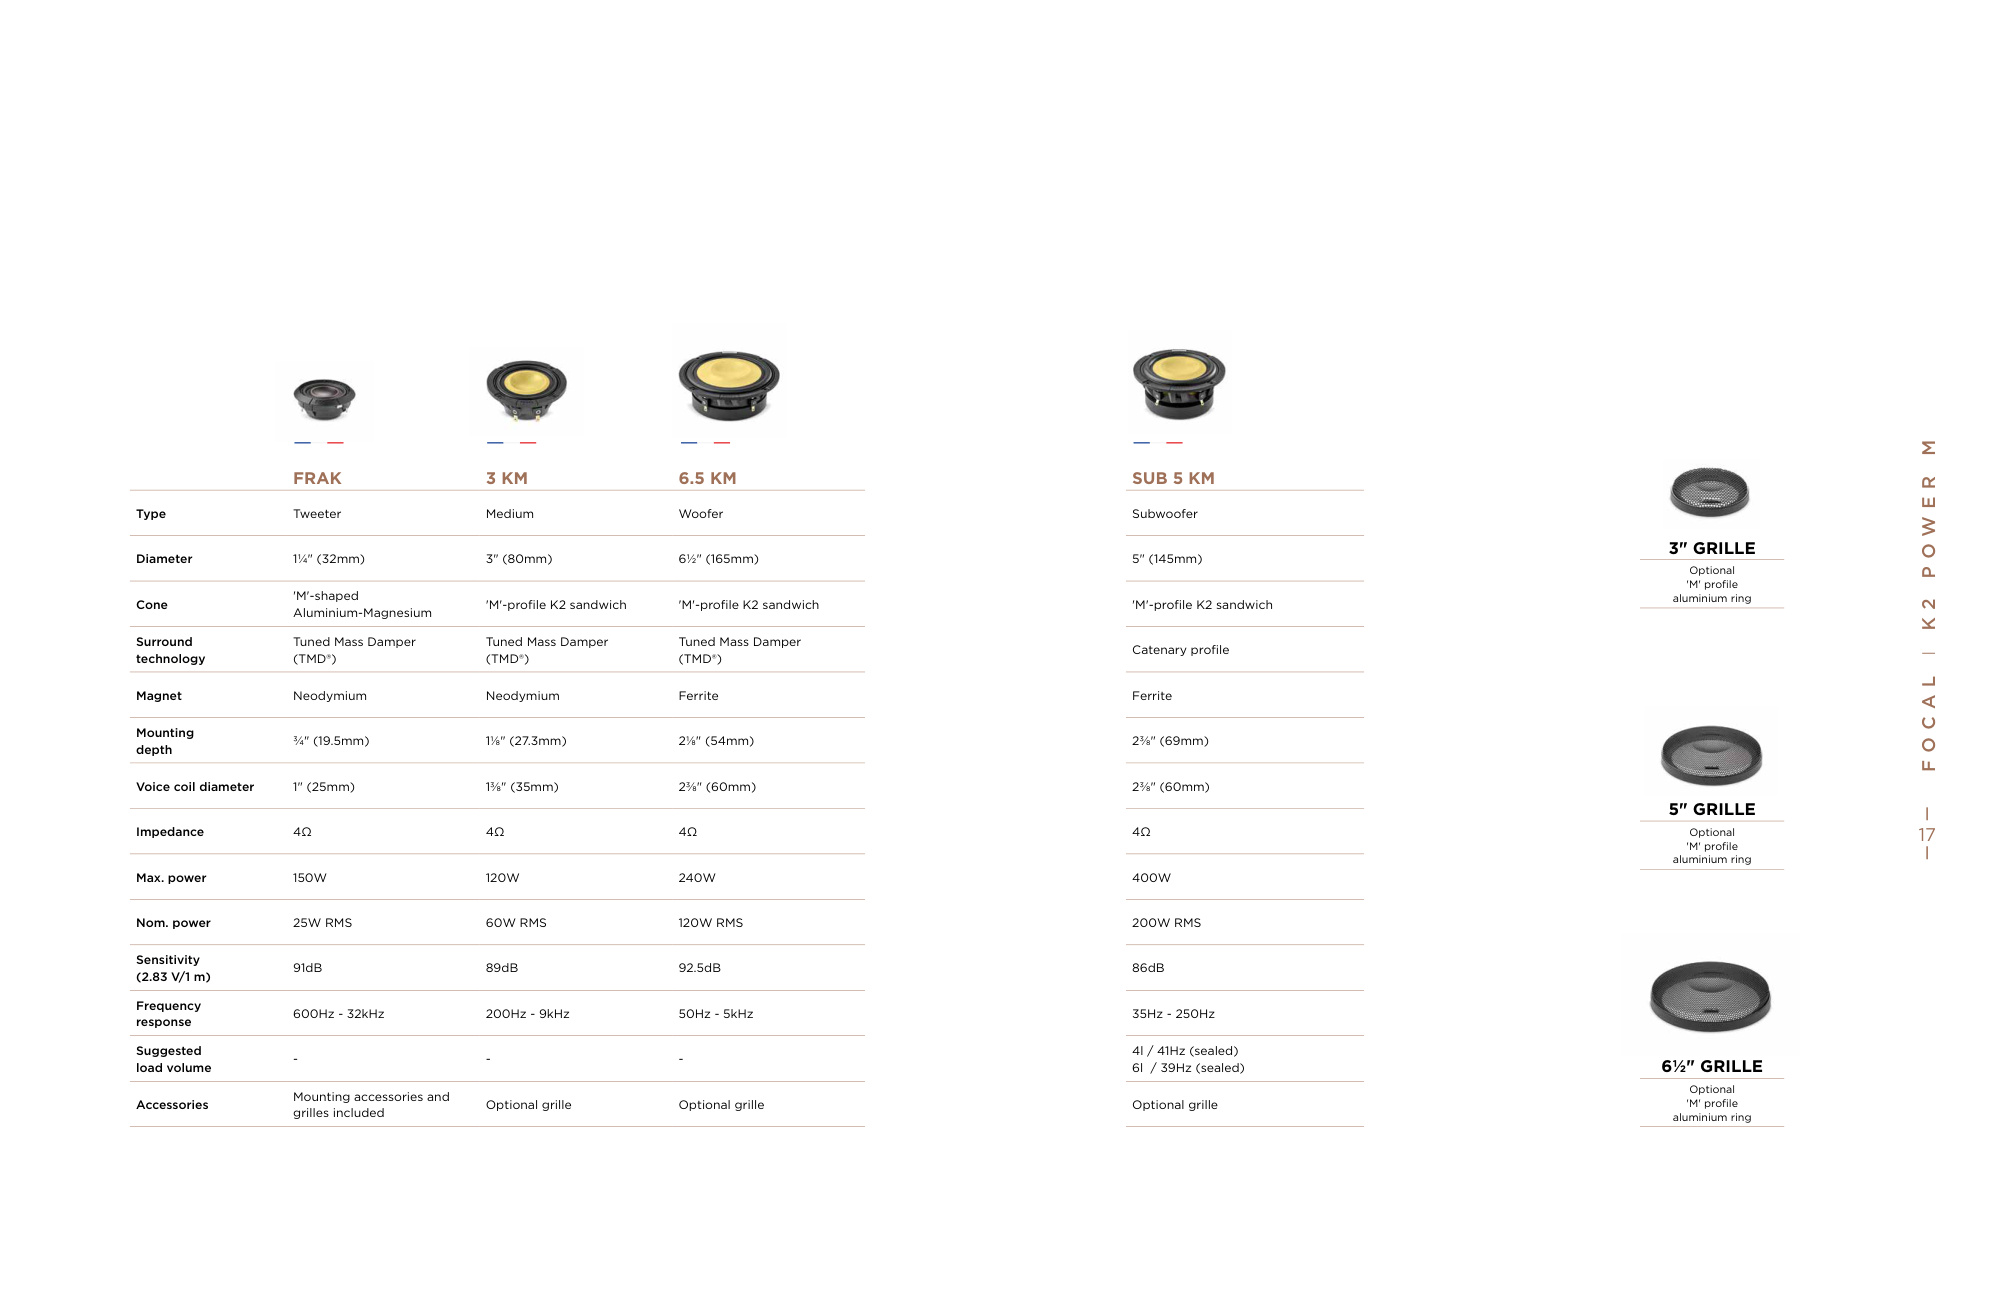 FRAK
3 KM
6.5 KM
SUB 5 KM
Type
Tweeter
Medium
Woofer
Subwoofer
Diameter
1¼" (32mm)
3" (80mm)
6½" (165mm)
5" (145mm)
Cone
'M'-shaped
Aluminium-Magnesium
'M'-profile K2 sandwich
'M'-profile K2 sandwich
'M'-profile K2 sandwich
Surround
technology
Tuned Mass Damper
(TMD®)
Tuned Mass Damper
(TMD®)
Tuned Mass Damper
(TMD®)
Catenary profile
Magnet
Neodymium
Neodymium
Ferrite
Ferrite
Mounting
depth
¾" (19.5mm)
1⅛" (27.3mm)
2⅛" (54mm)
2⅜" (69mm)
Voice coil diameter
1" (25mm)
1⅜" (35mm)
2⅜" (60mm)
2⅜" (60mm)
Impedance
4Ω
4Ω
4Ω
4Ω
Max. power
150W
120W
240W
400W
Nom. power
25W RMS
60W RMS
120W RMS
200W RMS
Sensitivity
(2.83 V/1 m)
91dB
89dB
92.5dB
86dB
Frequency
response
600Hz - 32kHz
200Hz - 9kHz
50Hz - 5kHz
35Hz - 250Hz
Suggested
load volume
-
-
-
4l / 41Hz (sealed)
6l / 39Hz (sealed)
Accessories
Mounting accessories and
grilles included
Optional grille
Optional grille
Optional grille
3" GRILLE
Optional
'M' profile
aluminium ring
5" GRILLE
Optional
'M' profile
aluminium ring
6½" GRILLE
Optional
'M' profile
aluminium ring
FOCAL | K2 POWER M
17